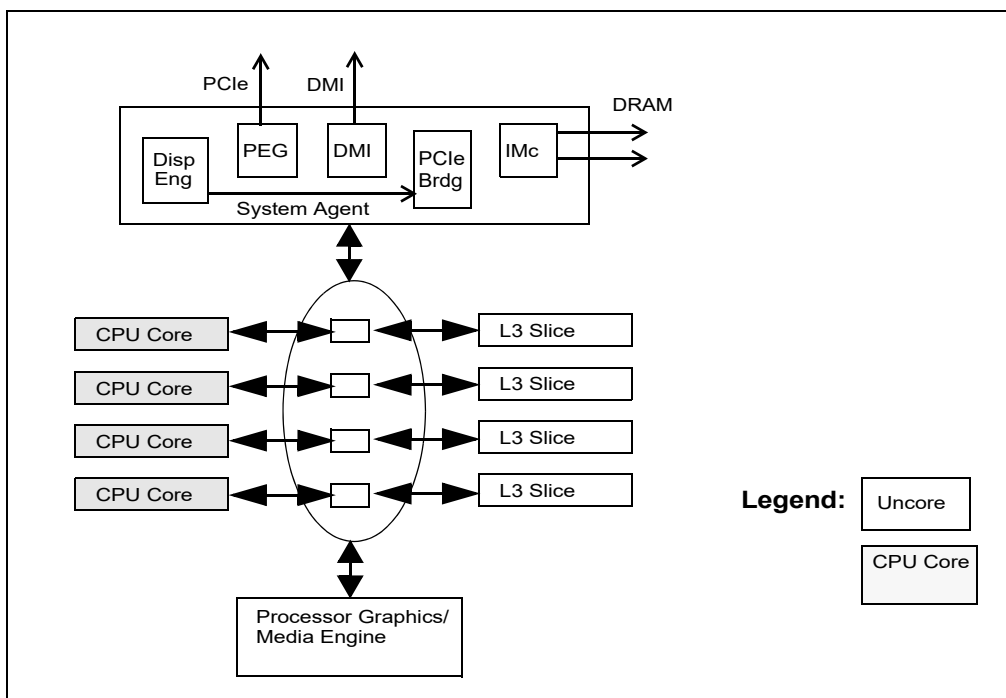 PCIe
DMI
DRAM
Disp
Eng
PEG
DMI
PCIe
Brdg
IMc
System Agent
CPU Core
L3 Slice
CPU Core
L3 Slice
CPU Core
L3 Slice
CPU Core
L3 Slice
Legend:
Uncore
CPU Core
Processor Graphics/
Media Engine